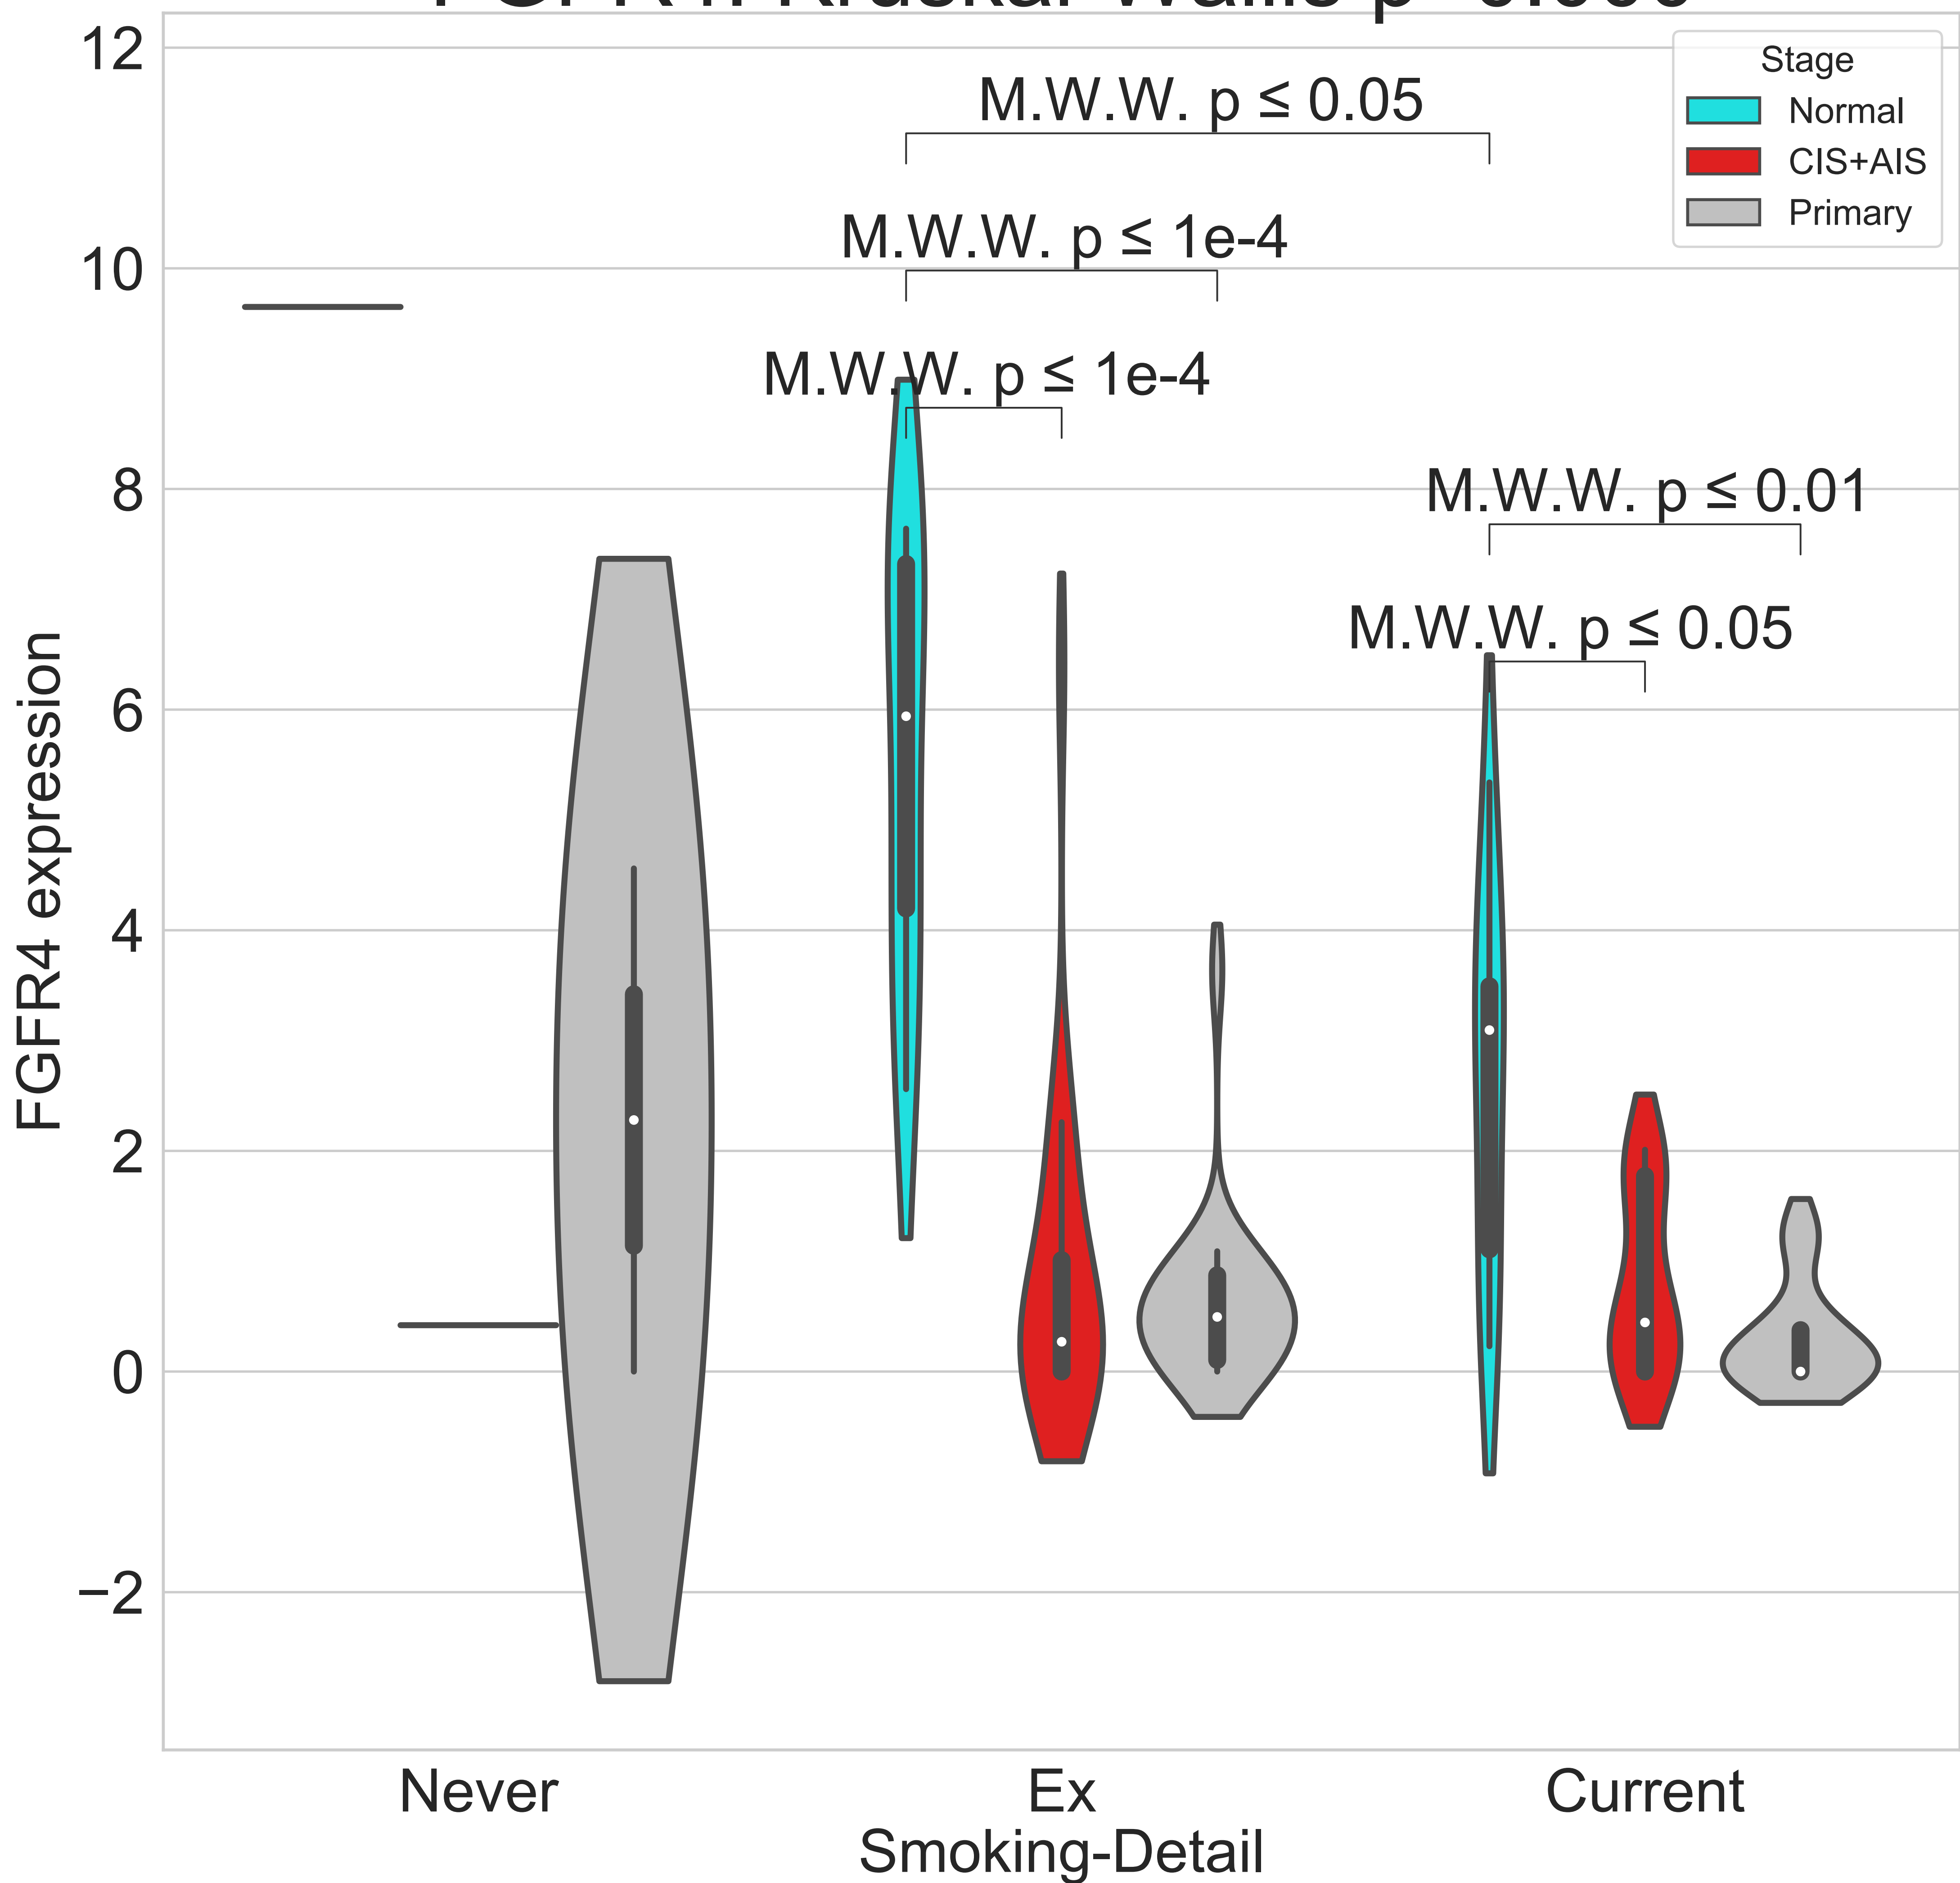 12
10
8
6
4
2
0
−2
FGFR4 expression
M.W.W. p ≤ 0.05
M.W.W. p ≤ 1e-4
M.W.W. p ≤ 1e-4
M.W.W. p ≤ 0.01
M.W.W. p ≤ 0.05
Stage
Normal
CIS+AIS
Primary
Never
Ex
Current
Smoking-Detail